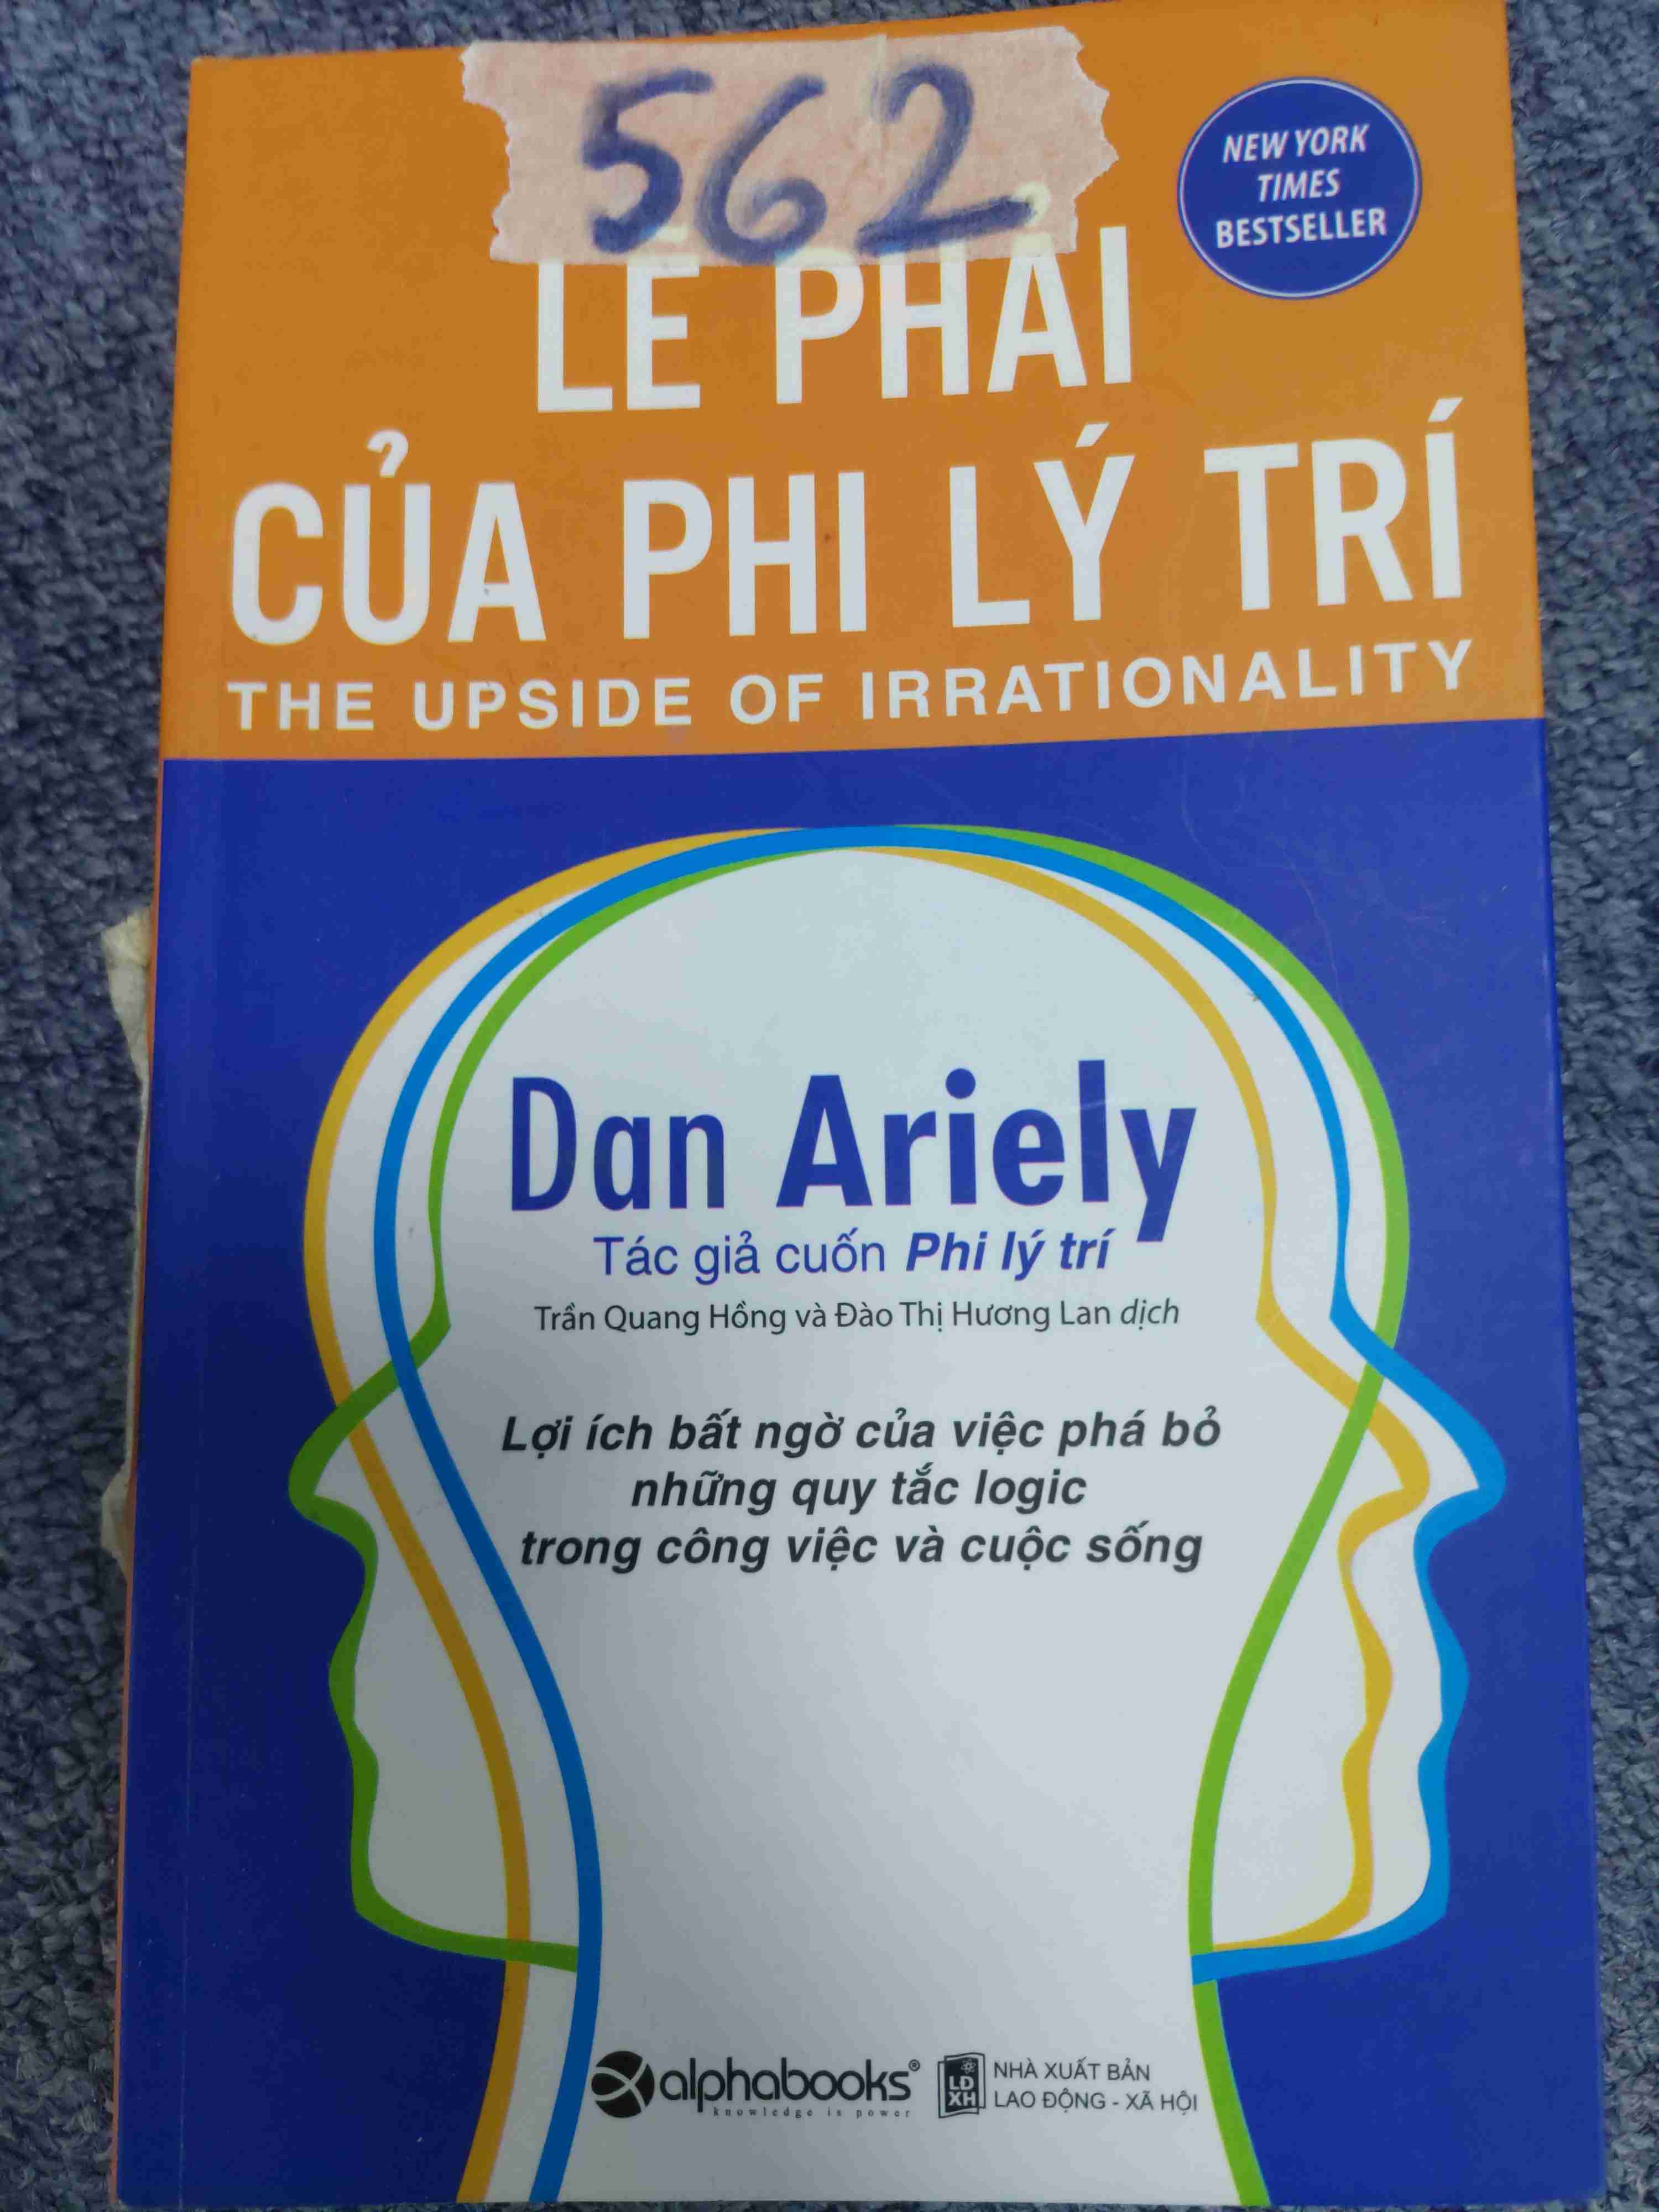 562
NEW YORK
TIMES
BESTSELLER
LẼ PHẢI
CỦA PHI LÝ TRÍ
THE UPSIDE OF IRRATIONALITY
Dan Ariely
Tác giả cuốn Phi lý trí
Trần Quang Hồng và Đào Thị Hương Lan dịch
Lợi ích bất ngờ của việc phá bỏ
những quy tắc logic
trong công việc và cuộc sống
alphabooks®
knowledge is power
LD
XH
NHÀ XUẤT BẢN
LAO ĐỘNG - XÃ HỘI